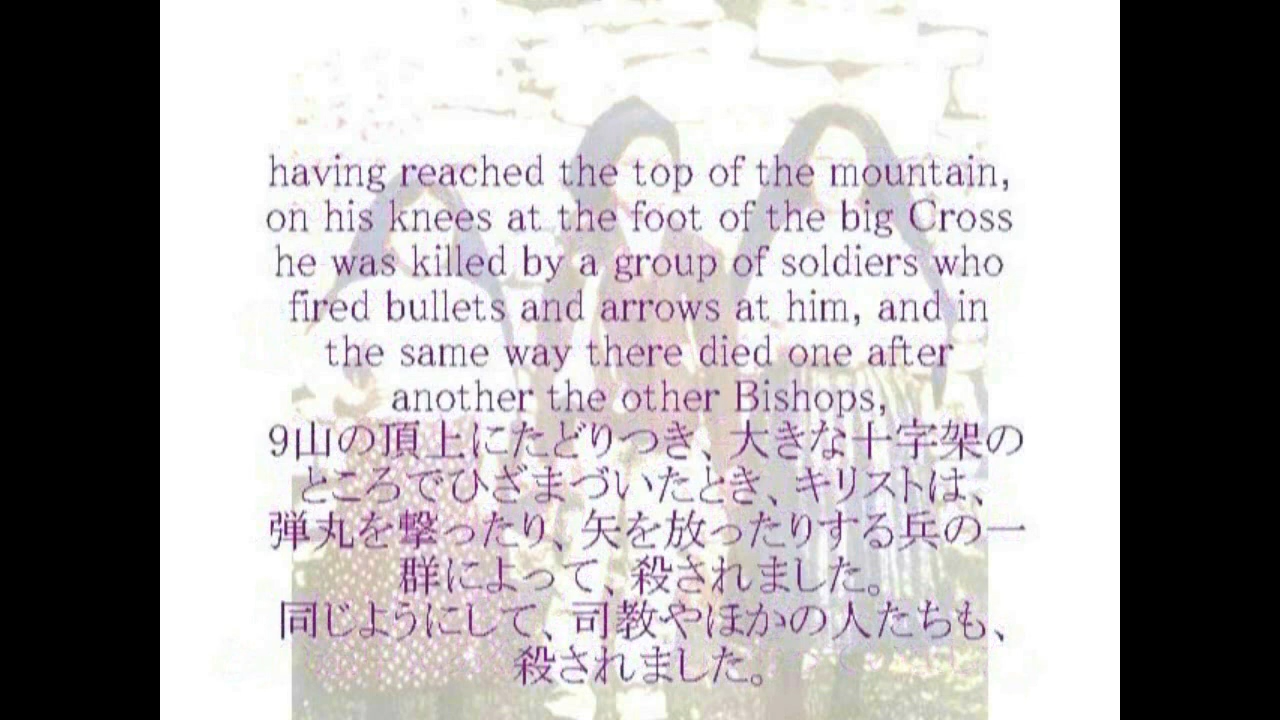 having reached the top of the mountain,
on his knees at the foot of the big Cross
he was killed by a group of soldiers who
fired bullets and arrows at him, and in
the same way there died one after
another the other Bishops,
9山の頂上にたどりつき、大きな十字架の
ところでひざまづいたとき、キリストは、
弾丸を撃ったり、矢を放ったりする兵の一
群によって、殺されました。
同じようにして、司教やほかの人たちも、
殺されました。